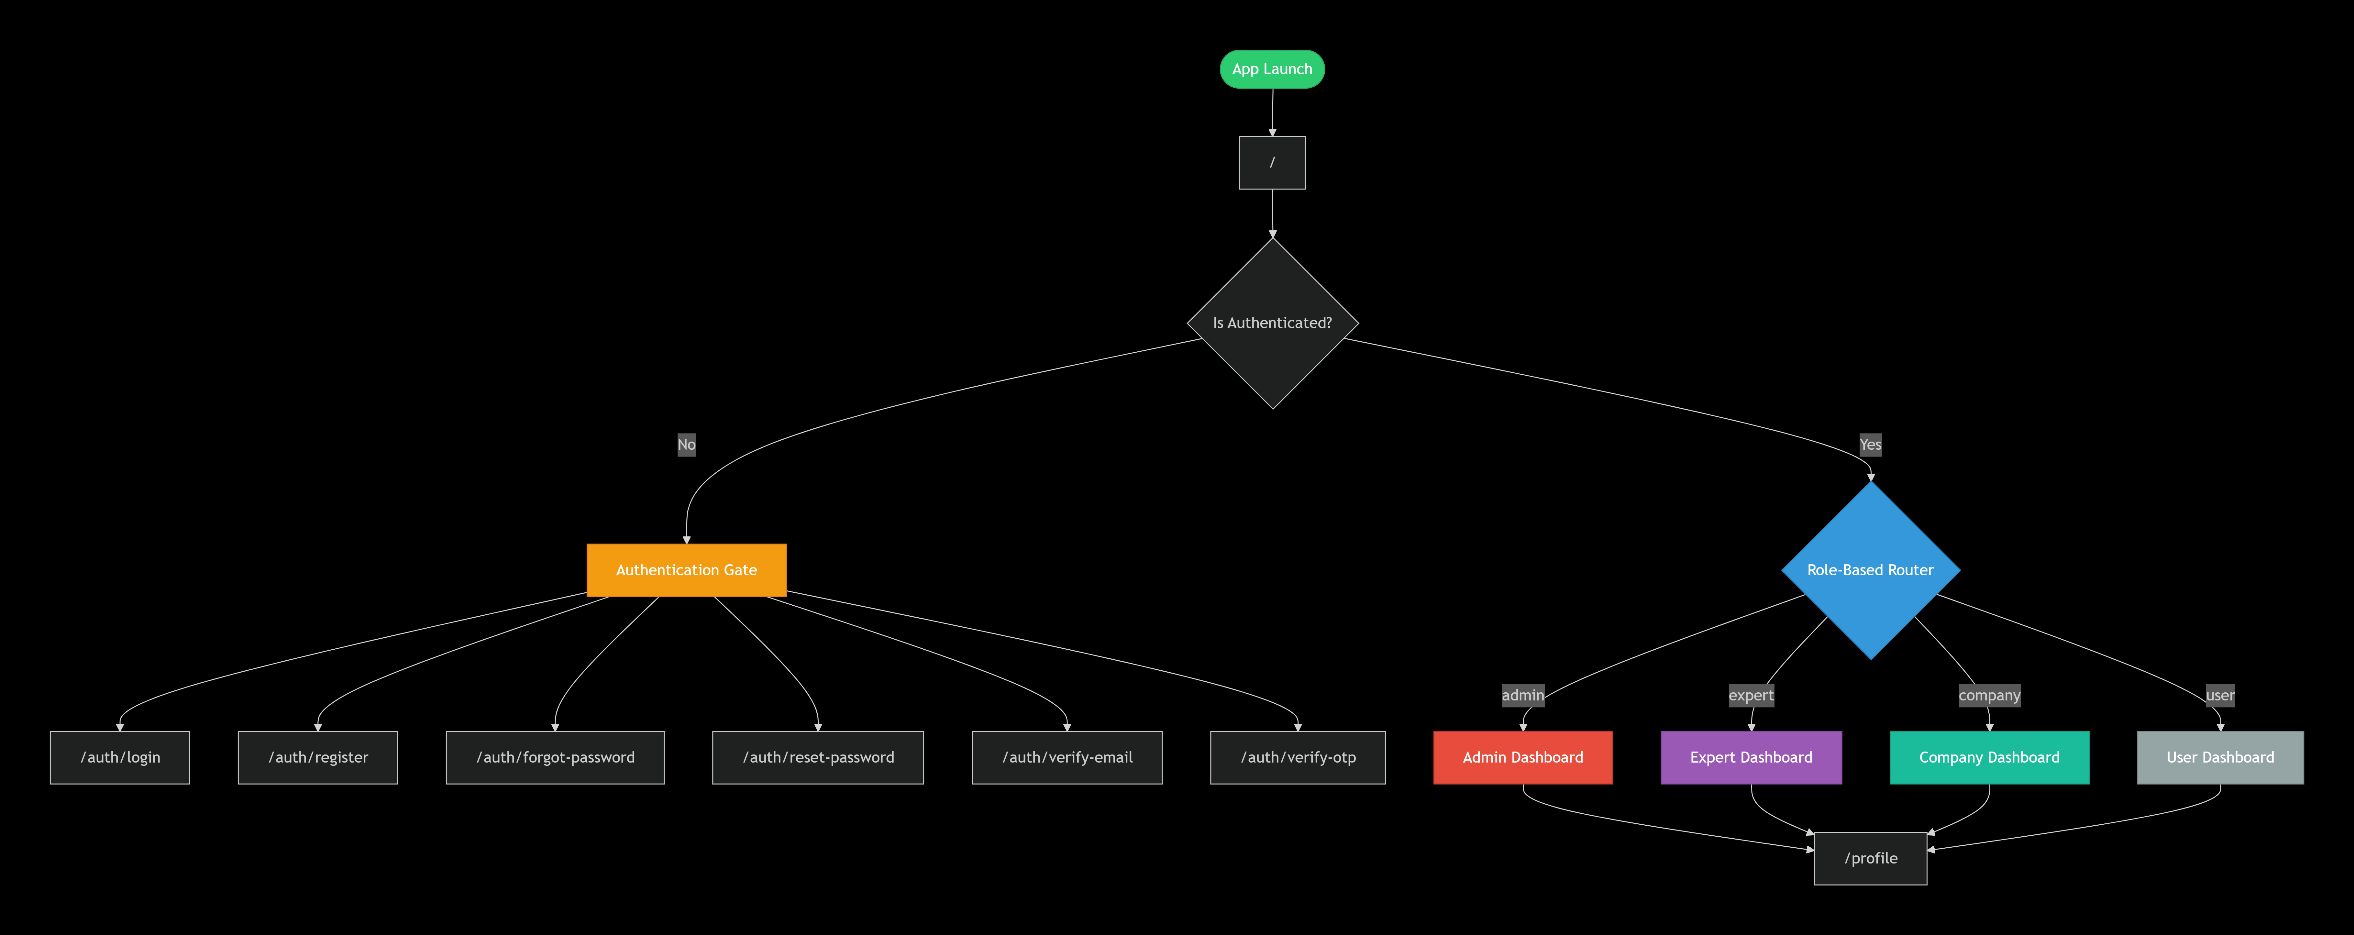 App Launch
/
Is Authenticated?
No
Yes
Authentication Gate
Role-Based Router
admin
expert
company
user
/auth/login
/auth/register
/auth/forgot-password
/auth/reset-password
/auth/verify-email
/auth/verify-otp
Admin Dashboard
Expert Dashboard
Company Dashboard
User Dashboard
/profile